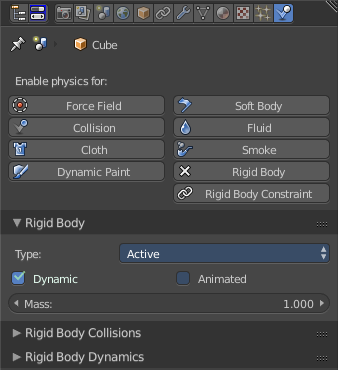 Cube
Enable physics for:
Force Field Soft Body
Collision Fluid
Cloth Smoke
Dynamic Paint Rigid Body
Rigid Body Constraint
Rigid Body
Type: Active
Dynamic Animated
Mass: 1.000
Rigid Body Collisions
Rigid Body Dynamics